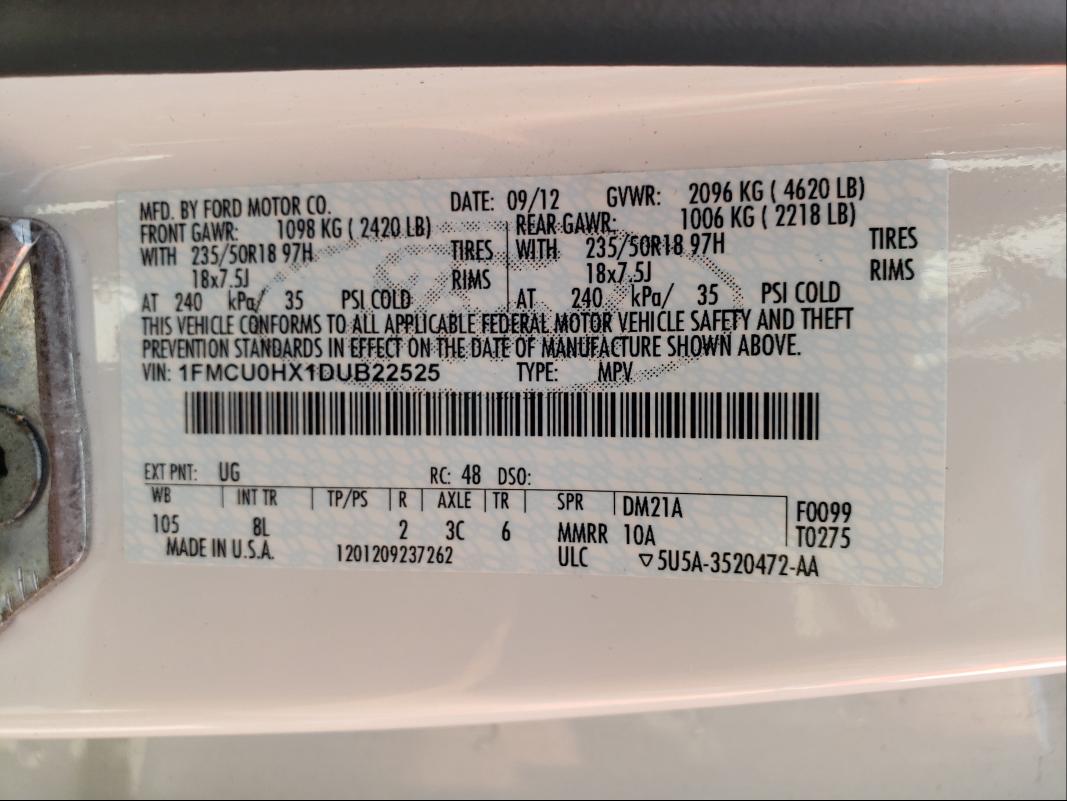 MFD. BY FORD MOTOR CO. DATE: 09/12 GVWR: 2096 KG ( 4620 LB)
FRONT GAWR: 1098 KG ( 2420 LB) REAR GAWR: 1006 KG ( 2218 LB)
WITH 235/50R18 97H TIRES WITH 235/50R18 97H TIRES
18x7.5J RIMS 18x7.5J RIMS
AT 240 kPa/ 35 PSI COLD AT 240 kPa/ 35 PSI COLD
THIS VEHICLE CONFORMS TO ALL APPLICABLE FEDERAL MOTOR VEHICLE SAFETY AND THEFT
PREVENTION STANDARDS IN EFFECT ON THE DATE OF MANUFACTURE SHOWN ABOVE.
VIN: 1FMCU0HX1DUB22525 TYPE: MPV
EXT PNT: UG RC: 48 DSO:
WB INT TR TP/PS R AXLE TR SPR DM21A F0099
105 8L 2 3C 6 MMRR 10A T0275
MADE IN U.S.A. 1201209237262 ULC ▽5U5A-3520472-AA